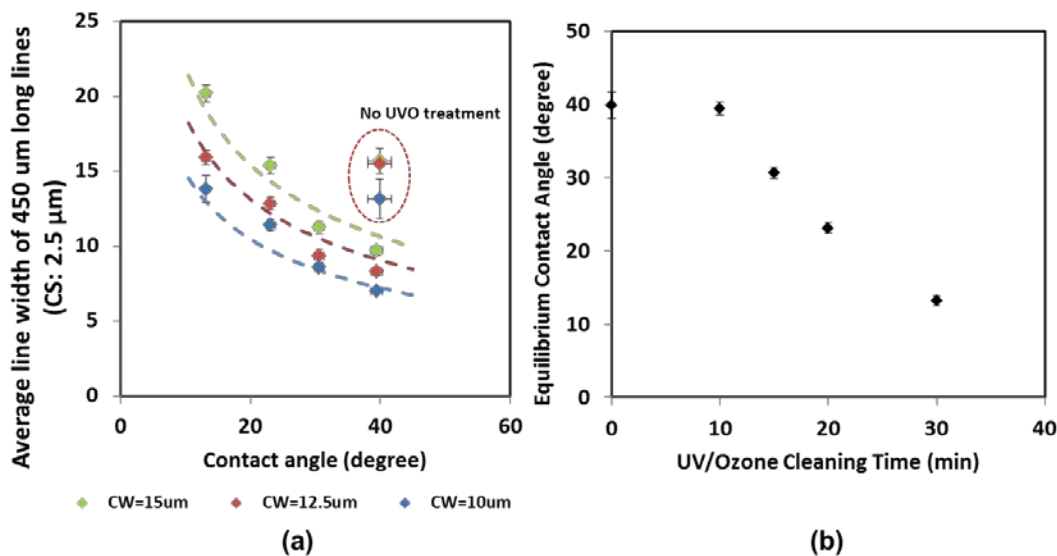 Average line width of 450 um long lines
(CS: 2.5 µm)
25
20
15
10
5
0
0
20
40
60
No UVO treatment
Contact angle (degree)
CW=15um
CW=12.5um
CW=10um
(a)
Equilibrium Contact Angle (degree)
50
40
30
20
10
0
0
10
20
30
40
UV/Ozone Cleaning Time (min)
(b)